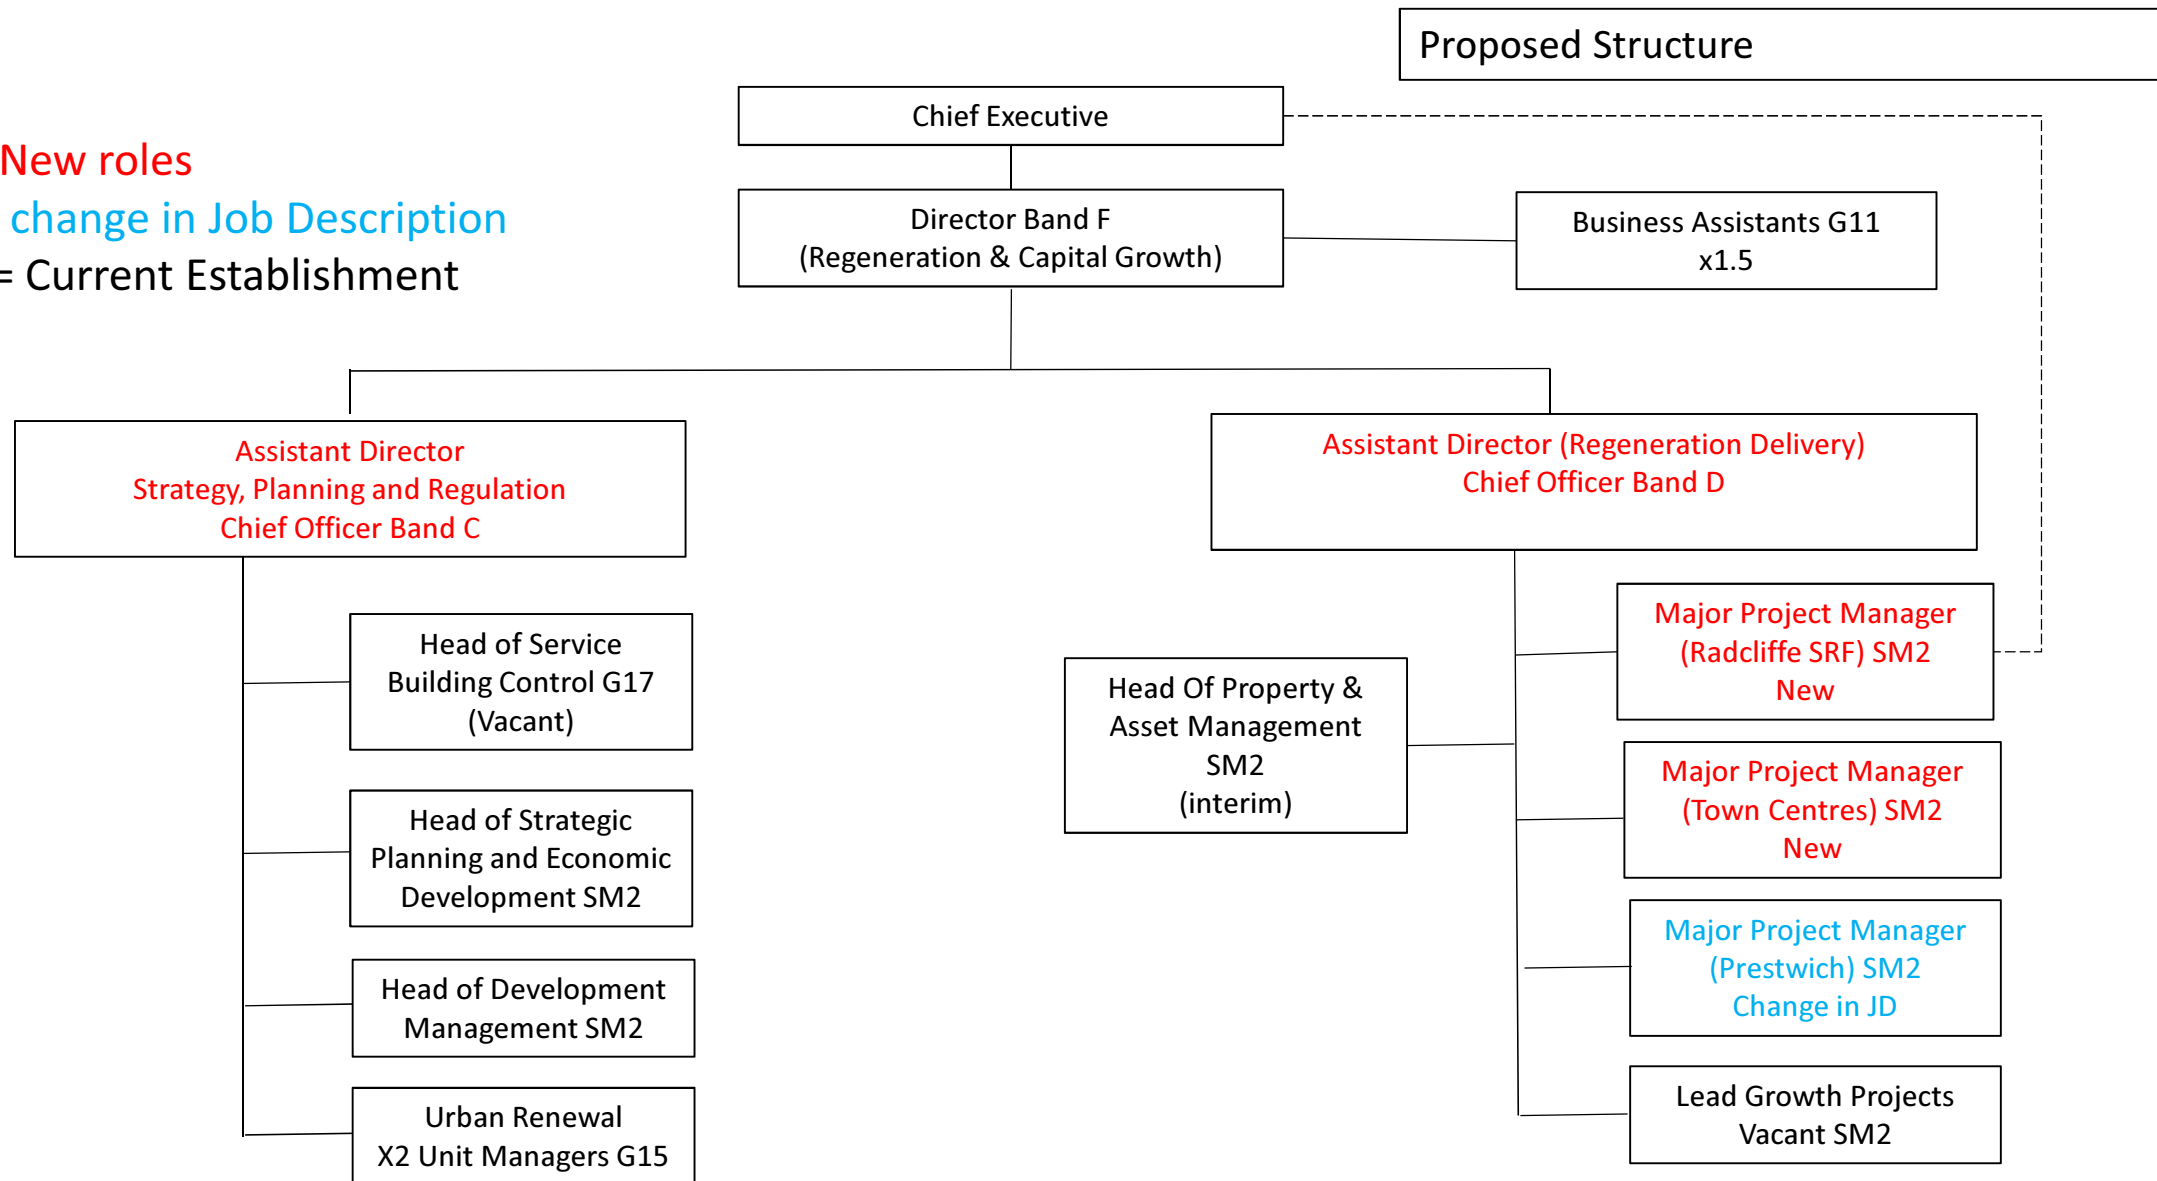 Proposed Structure
New roles
change in Job Description
= Current Establishment
Chief Executive
Director Band F
(Regeneration & Capital Growth)
Business Assistants G11
x1.5
Assistant Director
Strategy, Planning and Regulation
Chief Officer Band C
Assistant Director (Regeneration Delivery)
Chief Officer Band D
Head of Service
Building Control G17
(Vacant)
Head of Strategic
Planning and Economic
Development SM2
Head of Development
Management SM2
Urban Renewal
X2 Unit Managers G15
Head Of Property &
Asset Management
SM2
(interim)
Major Project Manager
(Radcliffe SRF) SM2
New
Major Project Manager
(Town Centres) SM2
New
Major Project Manager
(Prestwich) SM2
Change in JD
Lead Growth Projects
Vacant SM2